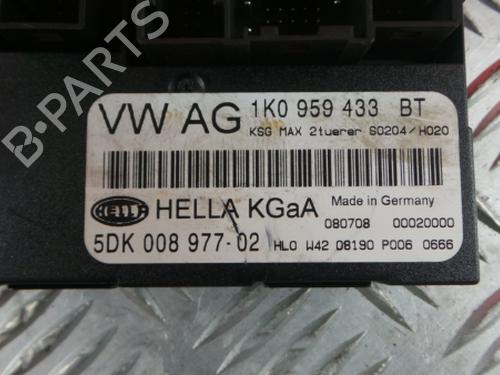 VW AG 1K0 959 433 BT
KSG MAX 2tuerer S0204/H020
HELLA HELLA KGaA Made in Germany
080708 00020000
5DK 008 977-02 HL0 W42 08190 P006 0666
B-PARTS